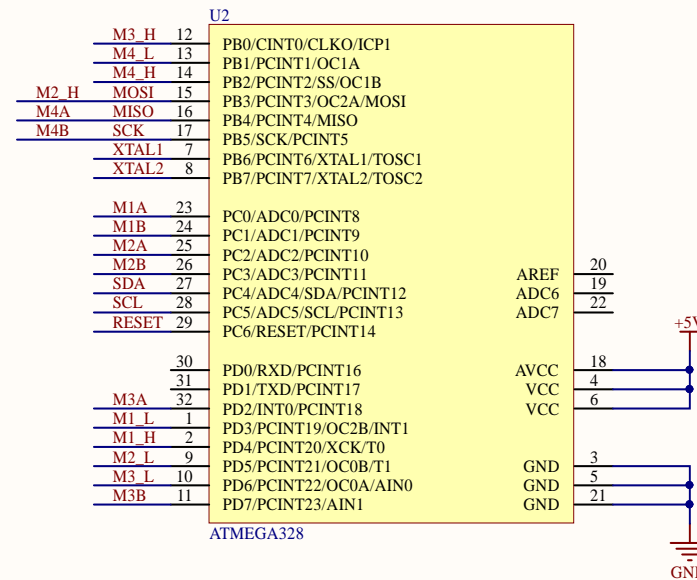 U2
M3_H 12 PB0/CINT0/CLKO/ICP1
M4_L 13 PB1/PCINT1/OC1A
M4_H 14 PB2/PCINT2/SS/OC1B
M2_H MOSI 15 PB3/PCINT3/OC2A/MOSI
M4A MISO 16 PB4/PCINT4/MISO
M4B SCK 17 PB5/SCK/PCINT5
XTAL1 7 PB6/PCINT6/XTAL1/TOSC1
XTAL2 8 PB7/PCINT7/XTAL2/TOSC2
M1A 23 PC0/ADC0/PCINT8
M1B 24 PC1/ADC1/PCINT9
M2A 25 PC2/ADC2/PCINT10
M2B 26 PC3/ADC3/PCINT11 AREF 20
SDA 27 PC4/ADC4/SDA/PCINT12 ADC6 19
SCL 28 PC5/ADC5/SCL/PCINT13 ADC7 22
RESET 29 PC6/RESET/PCINT14
+5V
30 PD0/RXD/PCINT16 AVCC 18
31 PD1/TXD/PCINT17 VCC 4
M3A 32 PD2/INT0/PCINT18 VCC 6
M1_L 1 PD3/PCINT19/OC2B/INT1
M1_H 2 PD4/PCINT20/XCK/T0
M2_L 9 PD5/PCINT21/OC0B/T1 GND 3
M3_L 10 PD6/PCINT22/OC0A/AIN0 GND 5
M3B 11 PD7/PCINT23/AIN1 GND 21
ATMEGA328
GND